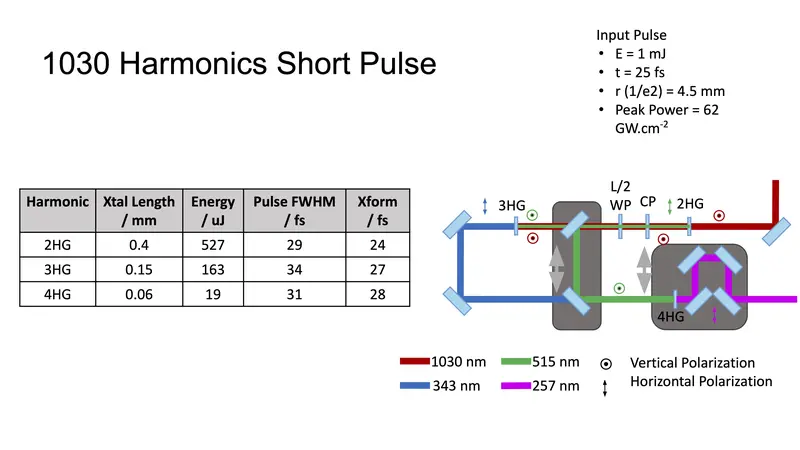 1030 Harmonics Short Pulse
Input Pulse
• E = 1 mJ
• t = 25 fs
• r (1/e2) = 4.5 mm
• Peak Power = 62
GW.cm-2
Harmonic Xtal Length / mm Energy / uJ Pulse FWHM / fs Xform / fs
2HG 0.4 527 29 24
3HG 0.15 163 34 27
4HG 0.06 19 31 28
3HG
L/2
WP
CP
2HG
4HG
1030 nm
515 nm
343 nm
257 nm
Vertical Polarization
Horizontal Polarization